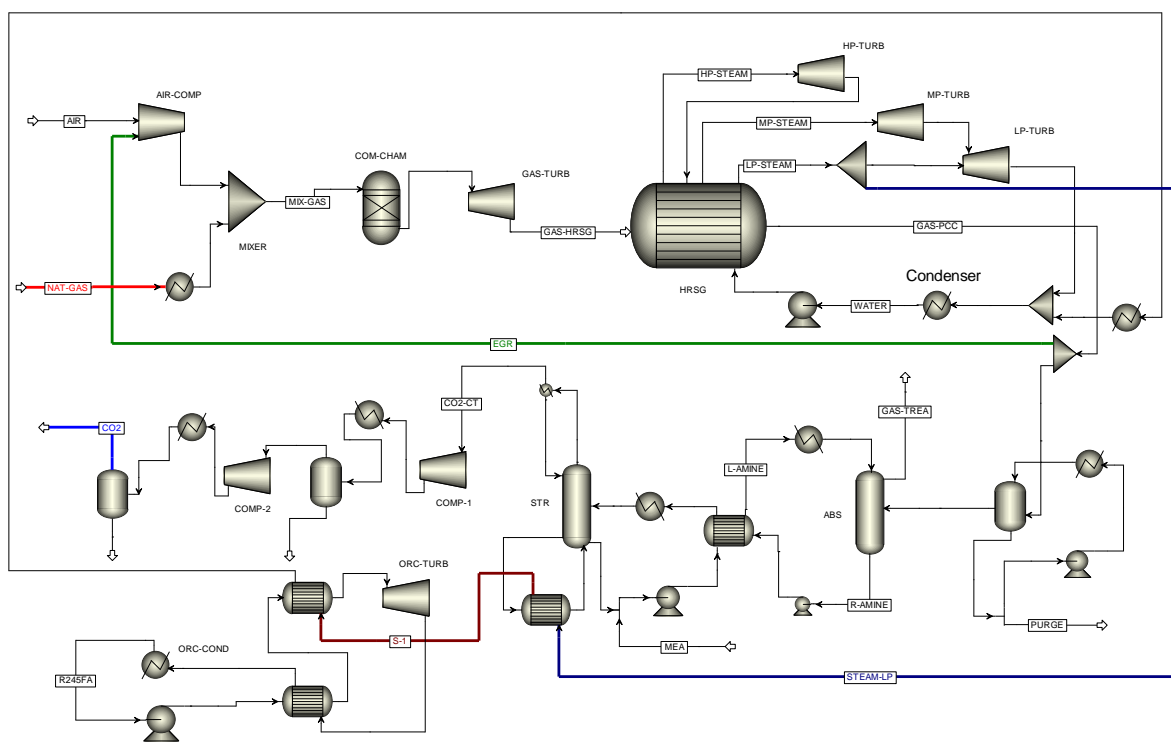 HP-TURB
HP-STEAM
AIR-COMP
MP-TURB
AIR
MP-STEAM
LP-TURB
COM-CHAM
LP-STEAM
GAS-TURB
MIX-GAS
GAS-HRSG
GAS-PCC
MIXER
Condenser
NAT-GAS
HRSG
WATER
EGR
CO2-CT
GAS-TREA
CO2
L-AMINE
COMP-2
COMP-1
STR
ABS
ORC-TURB
R-AMINE
S-1
PURGE
MEA
ORC-COND
R245FA
STEAM-LP